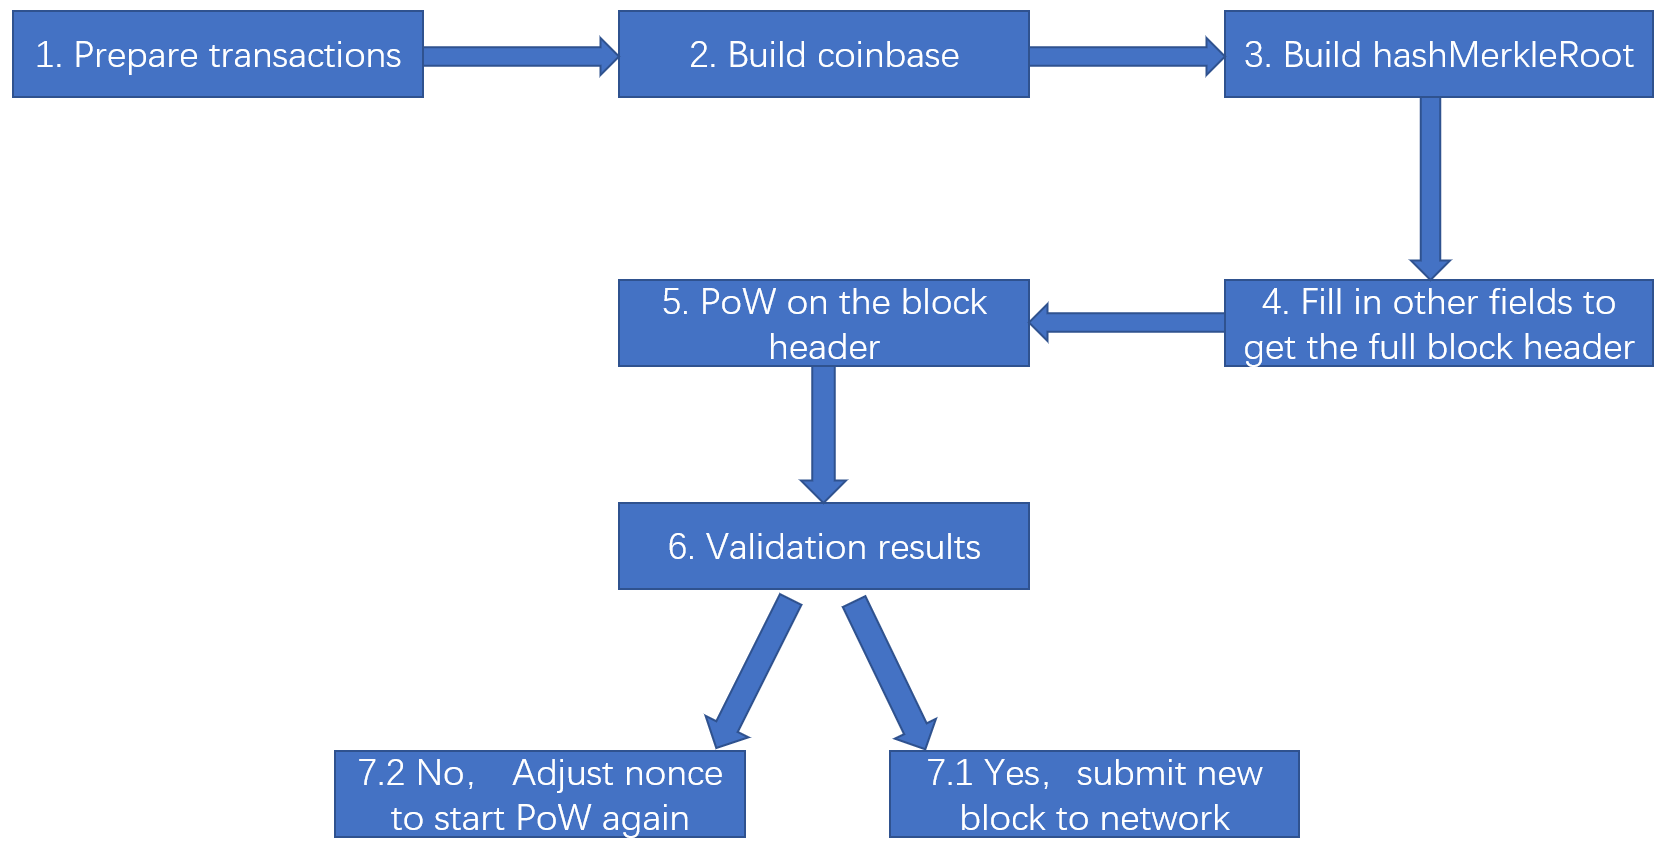 1. Prepare transactions
2. Build coinbase
3. Build hashMerkleRoot
4. Fill in other fields to
get the full block header
5. PoW on the block
header
6. Validation results
7.2 No， Adjust nonce
to start PoW again
7.1 Yes，submit new
block to network